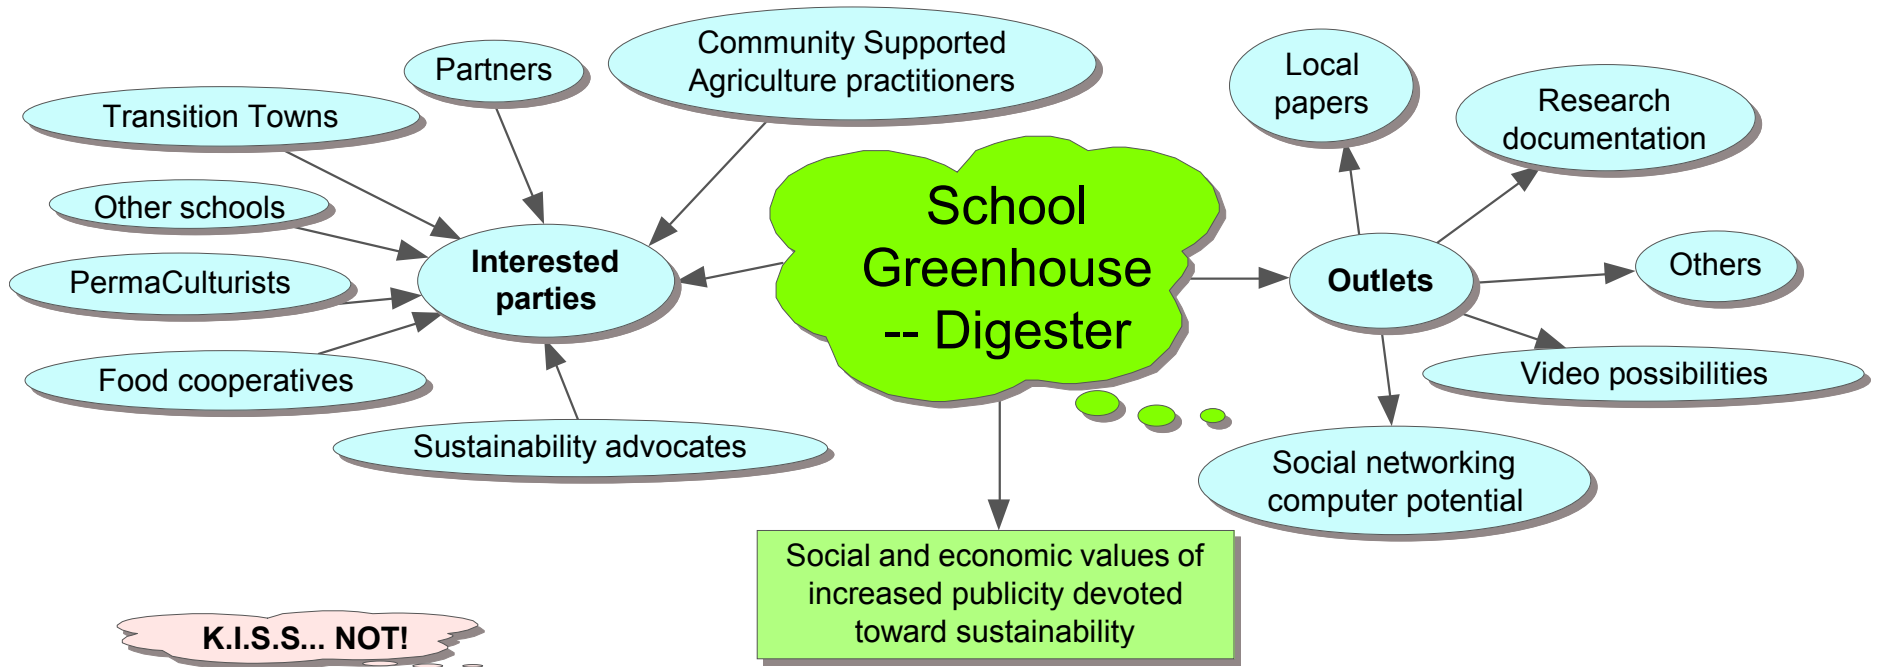 Community Supported
Agriculture practitioners
Partners
Transition Towns
Other schools
PermaCulturists
Food cooperatives
Sustainability advocates
Interested
parties
School
Greenhouse
-- Digester
Outlets
Local
papers
Research
documentation
Others
Video possibilities
Social networking
computer potential
Social and economic values of
increased publicity devoted
toward sustainability
K.I.S.S... NOT!